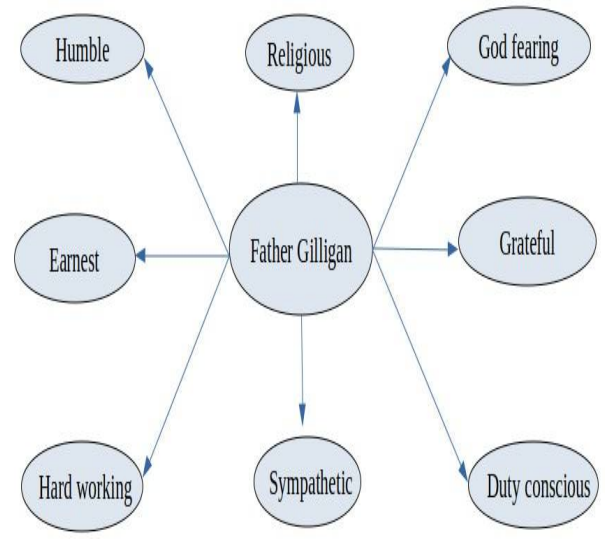 Humble
Religious
God fearing
Earnest
Father Gilligan
Grateful
Hard working
Sympathetic
Duty conscious